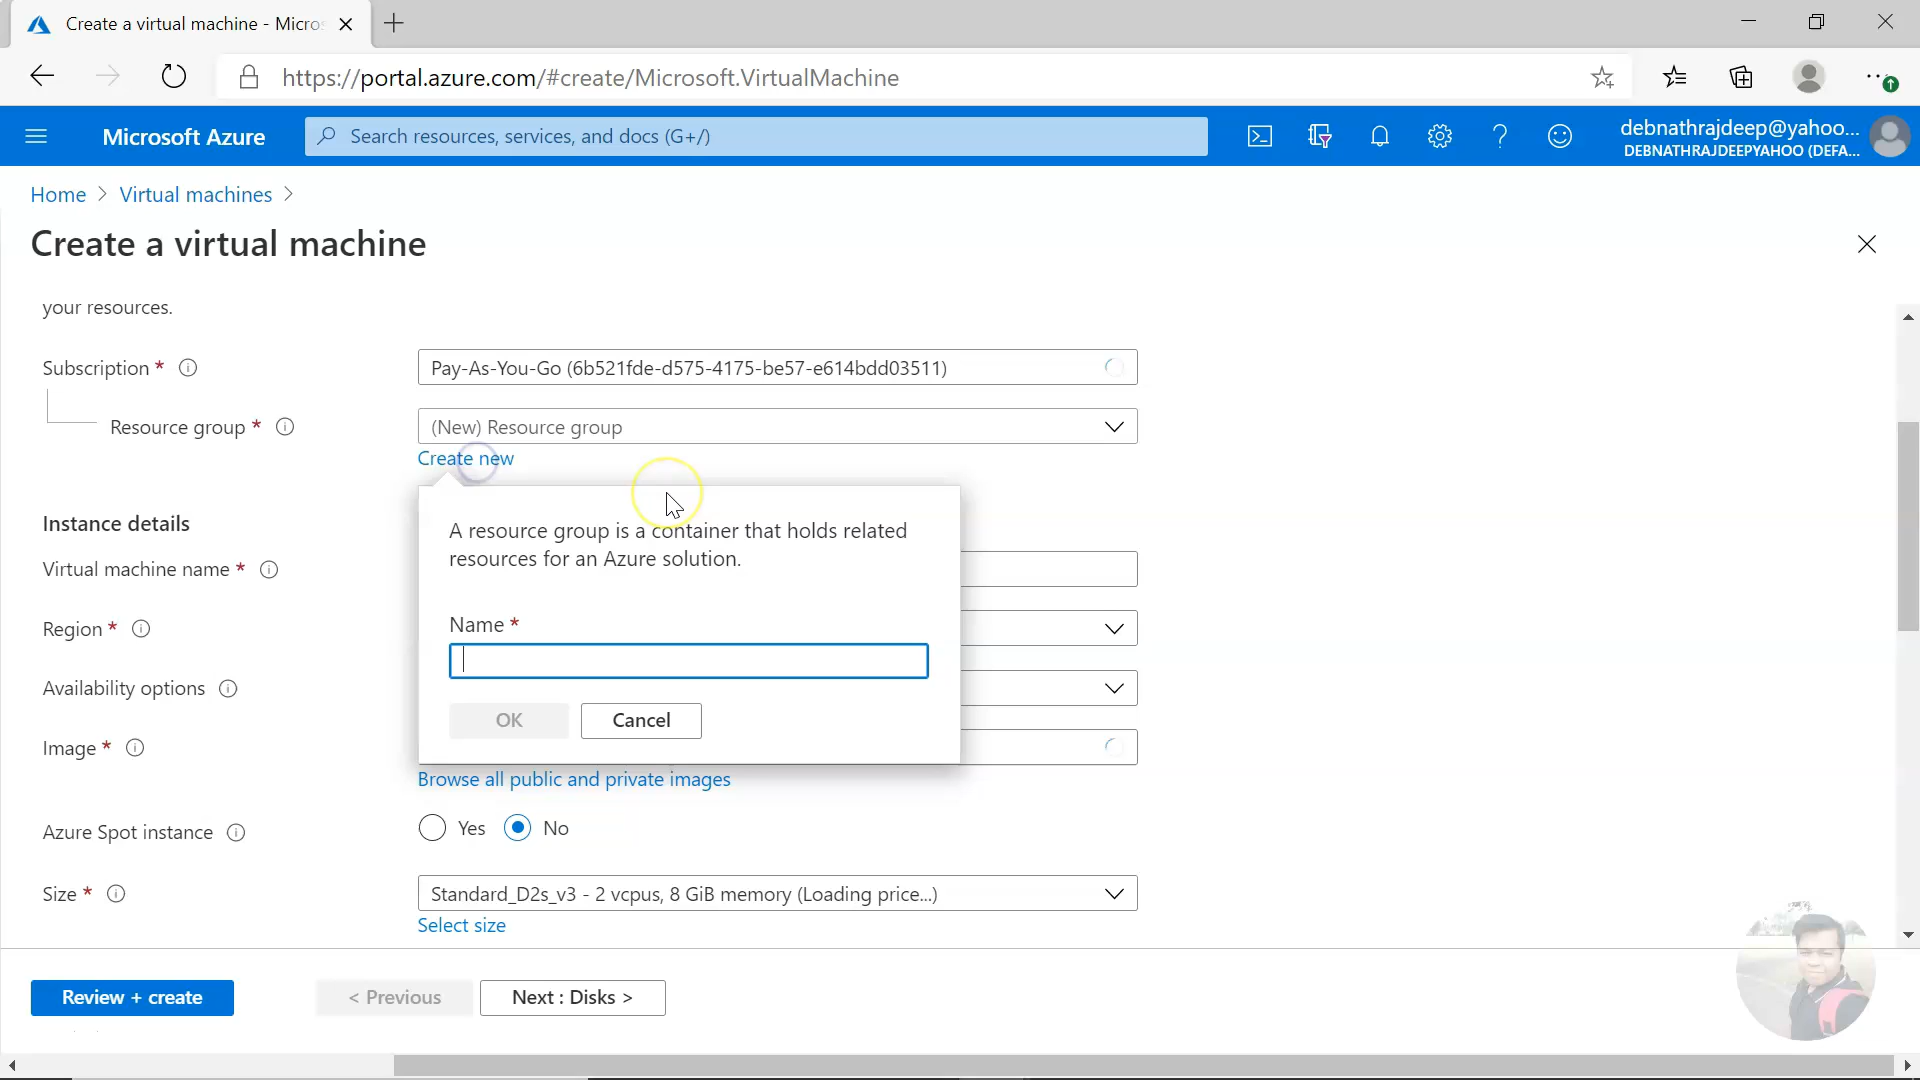 Create a virtual machine - Micros
https://portal.azure.com/#create/Microsoft.VirtualMachine
Microsoft Azure
Search resources, services, and docs (G+/)
debnathrajdeep@yahoo...
DEBNATHRAJDEEPYAHOO (DEFA...
Home > Virtual machines >
Create a virtual machine
your resources.
Subscription *
Pay-As-You-Go (6b521fde-d575-4175-be57-e614bdd03511)
Resource group *
(New) Resource group
Create new
A resource group is a container that holds related
resources for an Azure solution.
Name *
OK
Cancel
Instance details
Virtual machine name *
Region *
Availability options
Image *
Browse all public and private images
Azure Spot instance
Yes
No
Size *
Standard_D2s_v3 - 2 vcpus, 8 GiB memory (Loading price...)
Select size
Review + create
< Previous
Next : Disks >